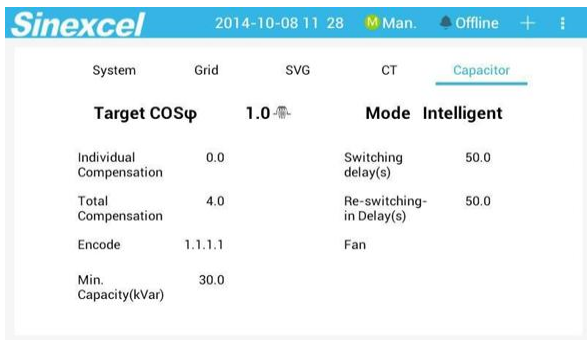 Sinexcel 2014-10-08 11 28 M Man. Offline
System Grid SVG CT Capacitor
Target COSφ 1.0 Mode Intelligent
Individual Compensation 0.0 Switching delay(s) 50.0
Total Compensation 4.0 Re-switching-in Delay(s) 50.0
Encode 1.1.1.1 Fan
Min. Capacity(kVar) 30.0